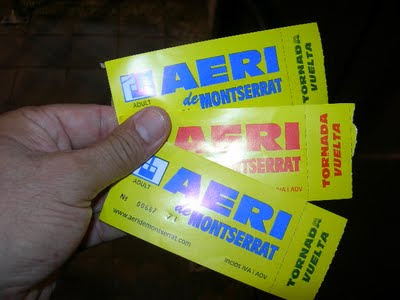 AERI
de MONTSERRAT
ADULT
TORNADA
VUELTA
AERI
de MONTSERRAT
TORNADA
VUELTA
AERI
de MONTSERRAT
ADULT
www.aeridemontserrat.com
TORNADA
VUELTA